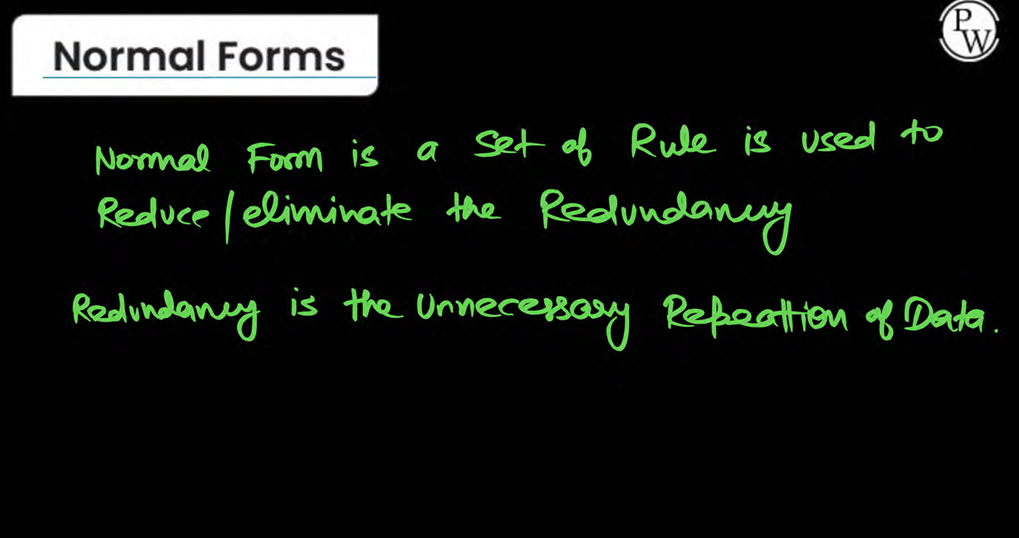 Normal Forms
PW
Normal Form is a Set of Rule is used to
Reduce/eliminate the Redundancy
Redundancy is the Unnecessary Repeattion of Data.